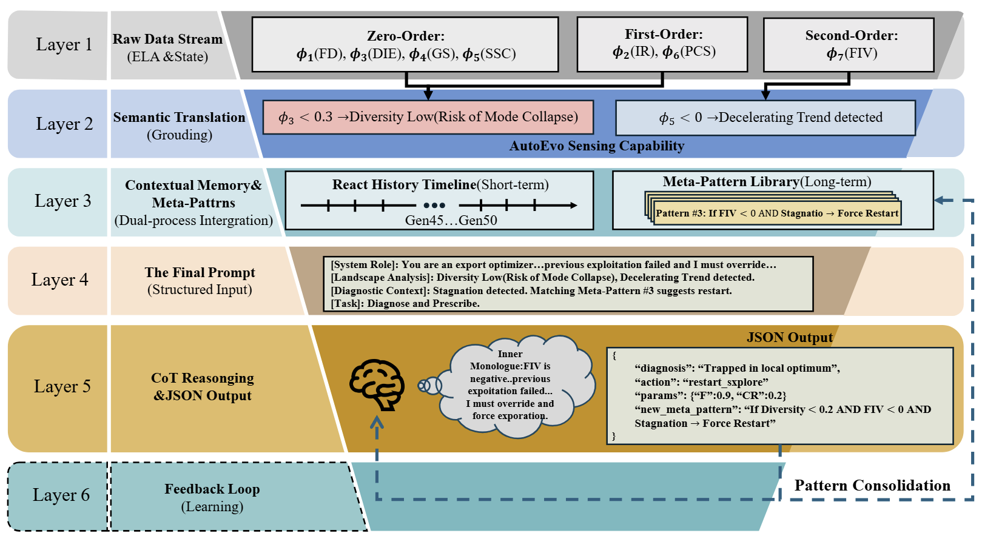 Layer 1
Raw Data Stream
(ELA &State)
Zero-Order:
ϕ₁(FD), ϕ₃(DIE), ϕ₄(GS), ϕ₅(SSC)
First-Order:
ϕ₂(IR), ϕ₆(PCS)
Second-Order:
ϕ₇(FIV)
Layer 2
Semantic Translation
(Grouding)
ϕ₃ < 0.3 →Diversity Low(Risk of Mode Collapse)
ϕ₅ < 0 →Decelerating Trend detected
AutoEvo Sensing Capability
Layer 3
Contextual Memory&
Meta-Pattrns
(Dual-process Intergration)
React History Timeline(Short-term)
Gen45…Gen50
Meta-Pattern Library(Long-term)
Pattern #3: If FIV < 0 AND Stagnatio → Force Restart
Layer 4
The Final Prompt
(Structured Input)
[System Role]: You are an export optimizer…previous exploitation failed and I must override…
[Landscape Analysis]: Diversity Low(Risk of Mode Collapse), Decelerating Trend detected.
[Diagnostic Context]: Stagnation detected. Matching Meta-Pattern #3 suggests restart.
[Task]: Diagnose and Prescribe.
Layer 5
CoT Reasonging
&JSON Output
Inner
Monologue:FIV is
negative..previous
expoitation failed...
I must override and
force exporation.
JSON Output
{
“diagnosis”: “Trapped in local optimum”,
“action”: “restart_sxplore”
“params”: {“F”:0.9, “CR”:0.2}
“new_meta_pattern”: “If Diversity < 0.2 AND FIV < 0 AND
Stagnation → Force Restart”
}
Layer 6
Feedback Loop
(Learning)
Pattern Consolidation